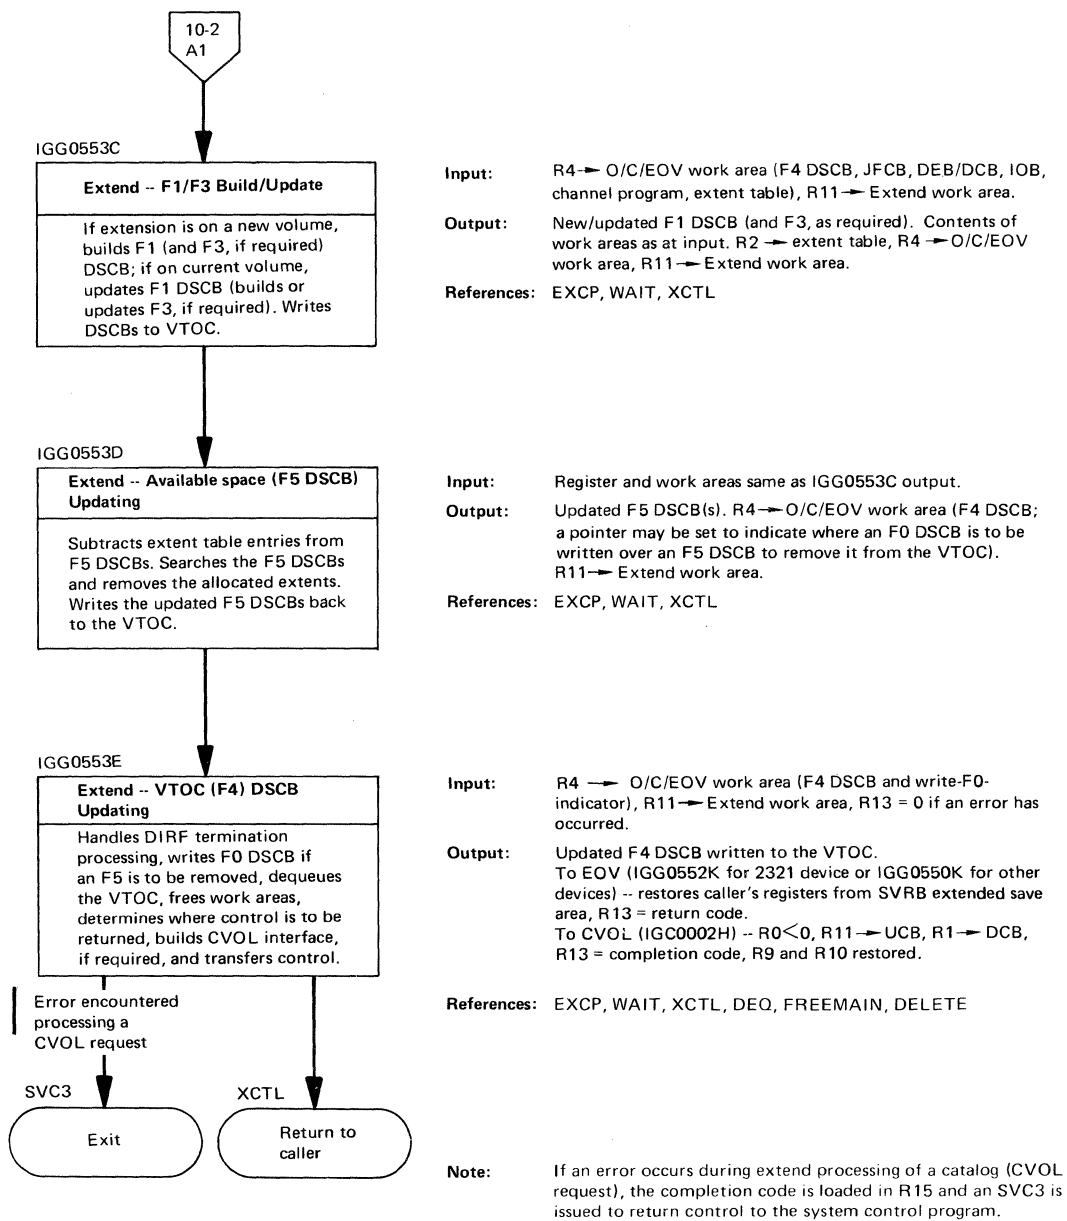 10-2
A1
IGG0553C
Extend -- F1/F3 Build/Update
If extension is on a new volume,
builds F1 (and F3, if required)
DSCB; if on current volume,
updates F1 DSCB (builds or
updates F3, if required). Writes
DSCBs to VTOC.
Input: R4→ O/C/EOV work area (F4 DSCB, JFCB, DEB/DCB, IOB,
channel program, extent table), R11→ Extend work area.
Output: New/updated F1 DSCB (and F3, as required). Contents of
work areas as at input. R2 → extent table, R4 → O/C/EOV
work area, R11→ Extend work area.
References: EXCP, WAIT, XCTL
IGG0553D
Extend -- Available space (F5 DSCB)
Updating
Subtracts extent table entries from
F5 DSCBs. Searches the F5 DSCBs
and removes the allocated extents.
Writes the updated F5 DSCBs back
to the VTOC.
Input: Register and work areas same as IGG0553C output.
Output: Updated F5 DSCB(s). R4→O/C/EOV work area (F4 DSCB;
a pointer may be set to indicate where an F0 DSCB is to be
written over an F5 DSCB to remove it from the VTOC).
R11→ Extend work area.
References: EXCP, WAIT, XCTL
IGG0553E
Extend -- VTOC (F4) DSCB
Updating
Handles DIRF termination
processing, writes F0 DSCB if
an F5 is to be removed, dequeues
the VTOC, frees work areas,
determines where control is to be
returned, builds CVOL interface,
if required, and transfers control.
Input: R4 → O/C/EOV work area (F4 DSCB and write-F0-
indicator), R11→ Extend work area, R13 = 0 if an error has
occurred.
Output: Updated F4 DSCB written to the VTOC.
To EOV (IGG0552K for 2321 device or IGG0550K for other
devices) -- restores caller's registers from SVRB extended save
area, R13 = return code.
To CVOL (IGC0002H) -- R0<0, R11→UCB, R1→ DCB,
R13 = completion code, R9 and R10 restored.
References: EXCP, WAIT, XCTL, DEQ, FREEMAIN, DELETE
Error encountered
processing a
CVOL request
SVC3
Exit
XCTL
Return to
caller
Note: If an error occurs during extend processing of a catalog (CVOL
request), the completion code is loaded in R15 and an SVC3 is
issued to return control to the system control program.